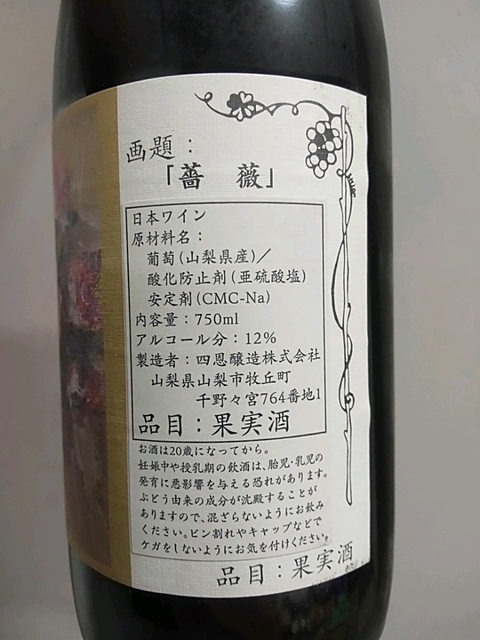 画題：
「薔　薇」
日本ワイン
原材料名：
葡萄(山梨県産)／
酸化防止剤(亜硫酸塩)
安定剤(CMC-Na)
内容量：750ml
アルコール分：12%
製造者：四恩醸造株式会社
山梨県山梨市牧丘町
千野々宮764番地1
品目：果実酒
お酒は20歳になってから。
妊娠中や授乳期の飲酒は、胎児・乳児の
発育に悪影響を与える恐れがあります。
ぶどう由来の成分が沈殿することが
ありますので、混ざらないようにお飲み
ください。ビン割れやキャップなどで
ケガをしないようにお気を付けください。
品目：果実酒